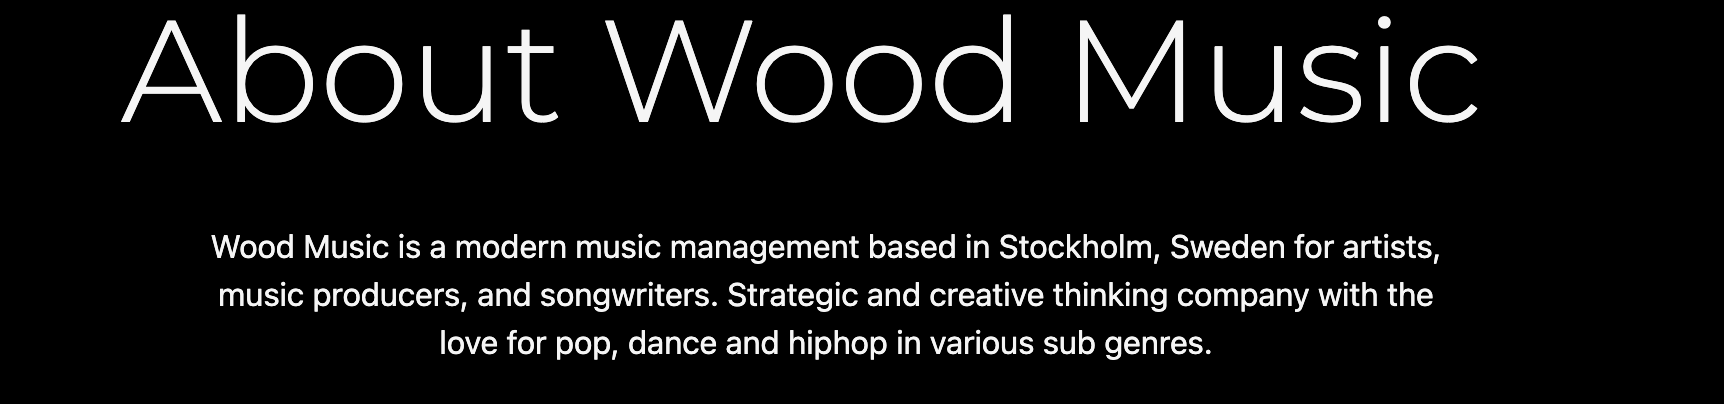 About Wood Music
Wood Music is a modern music management based in Stockholm, Sweden for artists,
music producers, and songwriters. Strategic and creative thinking company with the
love for pop, dance and hiphop in various sub genres.